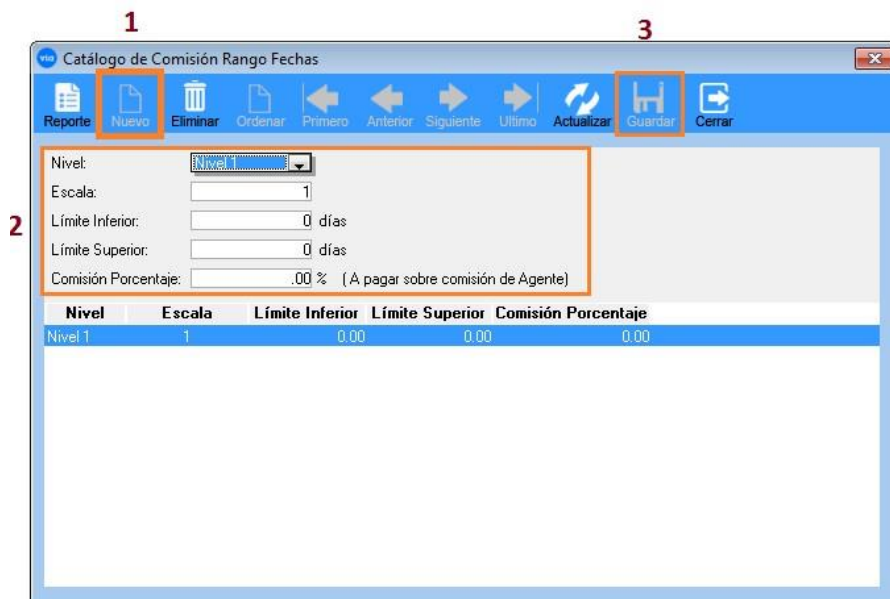 1
3
via Catálogo de Comisión Rango Fechas
Reporte Nuevo Eliminar Ordenar Primero Anterior Siguiente Ultimo Actualizar Guardar Cerrar
2
Nivel: Nivel 1
Escala: 1
Límite Inferior: 0 días
Límite Superior: 0 días
Comisión Porcentaje: .00 % (A pagar sobre comisión de Agente)
Nivel Escala Límite Inferior Límite Superior Comisión Porcentaje
Nivel 1 1 0.00 0.00 0.00